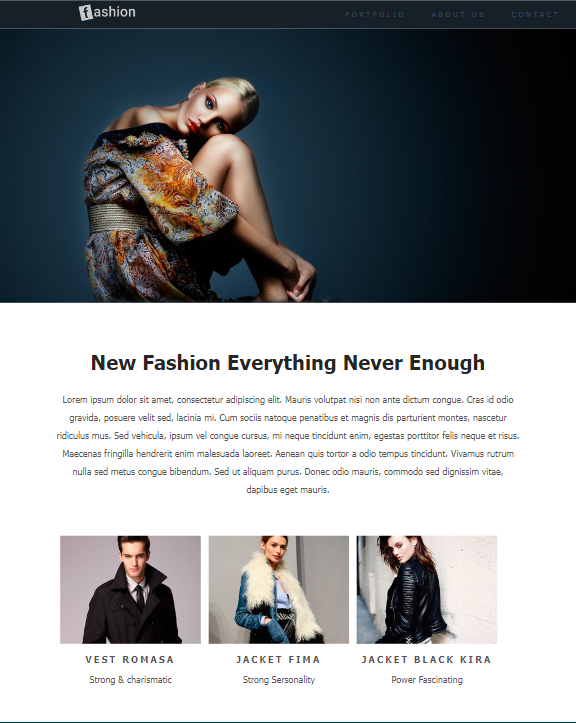 fashion
PORTFOLIO ABOUT US CONTACT
New Fashion Everything Never Enough
Lorem ipsum dolor sit amet, consectetur adipiscing elit. Mauris volutpat nisi non ante dictum congue. Cras id odio
gravida, posuere velit sed, lacinia mi. Cum sociis natoque penatibus et magnis dis parturient montes, nascetur
ridiculus mus. Sed vehicula, ipsum vel congue cursus, mi neque tincidunt enim, egestas porttitor felis neque et risus.
Maecenas fringilla hendrerit enim malesuada laoreet. Aenean quis tortor a odio tempus tincidunt. Vivamus rutrum
nulla sed metus congue bibendum. Sed ut aliquam purus. Donec odio mauris, commodo sed dignissim vitae,
dapibus eget mauris.
VEST ROMASA
Strong & charismatic
JACKET FIMA
Strong Sersonality
JACKET BLACK KIRA
Power Fascinating